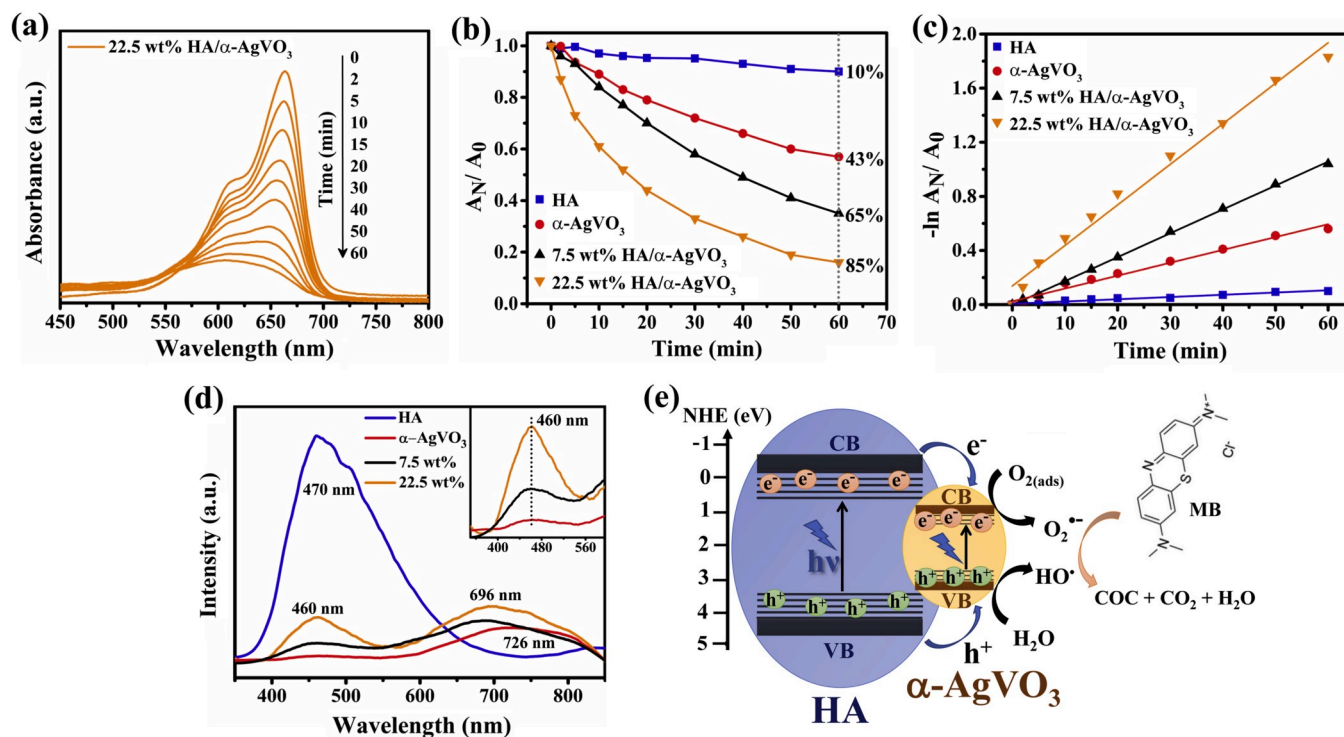 (a)
22.5 wt% HA/α-AgVO₃
Absorbance (a.u.)
Time (min)
0
2
5
10
15
20
30
40
50
60
450 500 550 600 650 700 750 800
Wavelength (nm)
(b)
A_N/ A_0
1.0
0.8
0.6
0.4
0.2
0.0
10%
43%
65%
85%
HA
α-AgVO₃
7.5 wt% HA/α-AgVO₃
22.5 wt% HA/α-AgVO₃
0 10 20 30 40 50 60 70
Time (min)
(c)
-ln A_N/ A_0
2.0
1.6
1.2
0.8
0.4
0.0
HA
α-AgVO₃
7.5 wt% HA/α-AgVO₃
22.5 wt% HA/α-AgVO₃
0 10 20 30 40 50 60
Time (min)
(d)
Intensity (a.u.)
HA
α–AgVO₃
7.5 wt%
22.5 wt%
460 nm
400 480 560
470 nm
460 nm
696 nm
726 nm
400 500 600 700 800
Wavelength (nm)
(e)
NHE (eV)
-1
0
1
2
3
4
5
CB
e⁻ e⁻ e⁻ e⁻
hν
h⁺ h⁺ h⁺ h⁺
VB
HA
e⁻
CB
e⁻ e⁻ e⁻
h⁺ h⁺ h⁺
VB
h⁺
α-AgVO₃
O₂(ads)
O₂•−
HO•
H₂O
N⁺
Cl⁻
N
S
N
MB
COC + CO₂ + H₂O